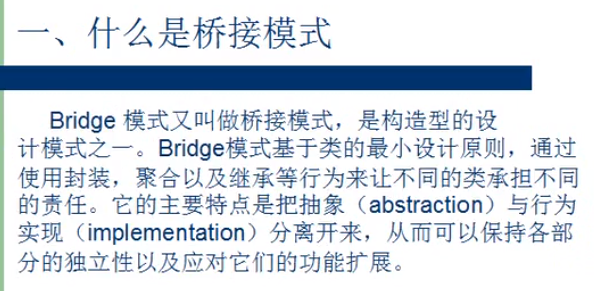 一、什么是桥接模式
Bridge 模式又叫做桥接模式，是构造型的设
计模式之一。Bridge模式基于类的最小设计原则，通过
使用封装，聚合以及继承等行为来让不同的类承担不同
的责任。它的主要特点是把抽象（abstraction）与行为
实现（implementation）分离开来，从而可以保持各部
分的独立性以及应对它们的功能扩展。